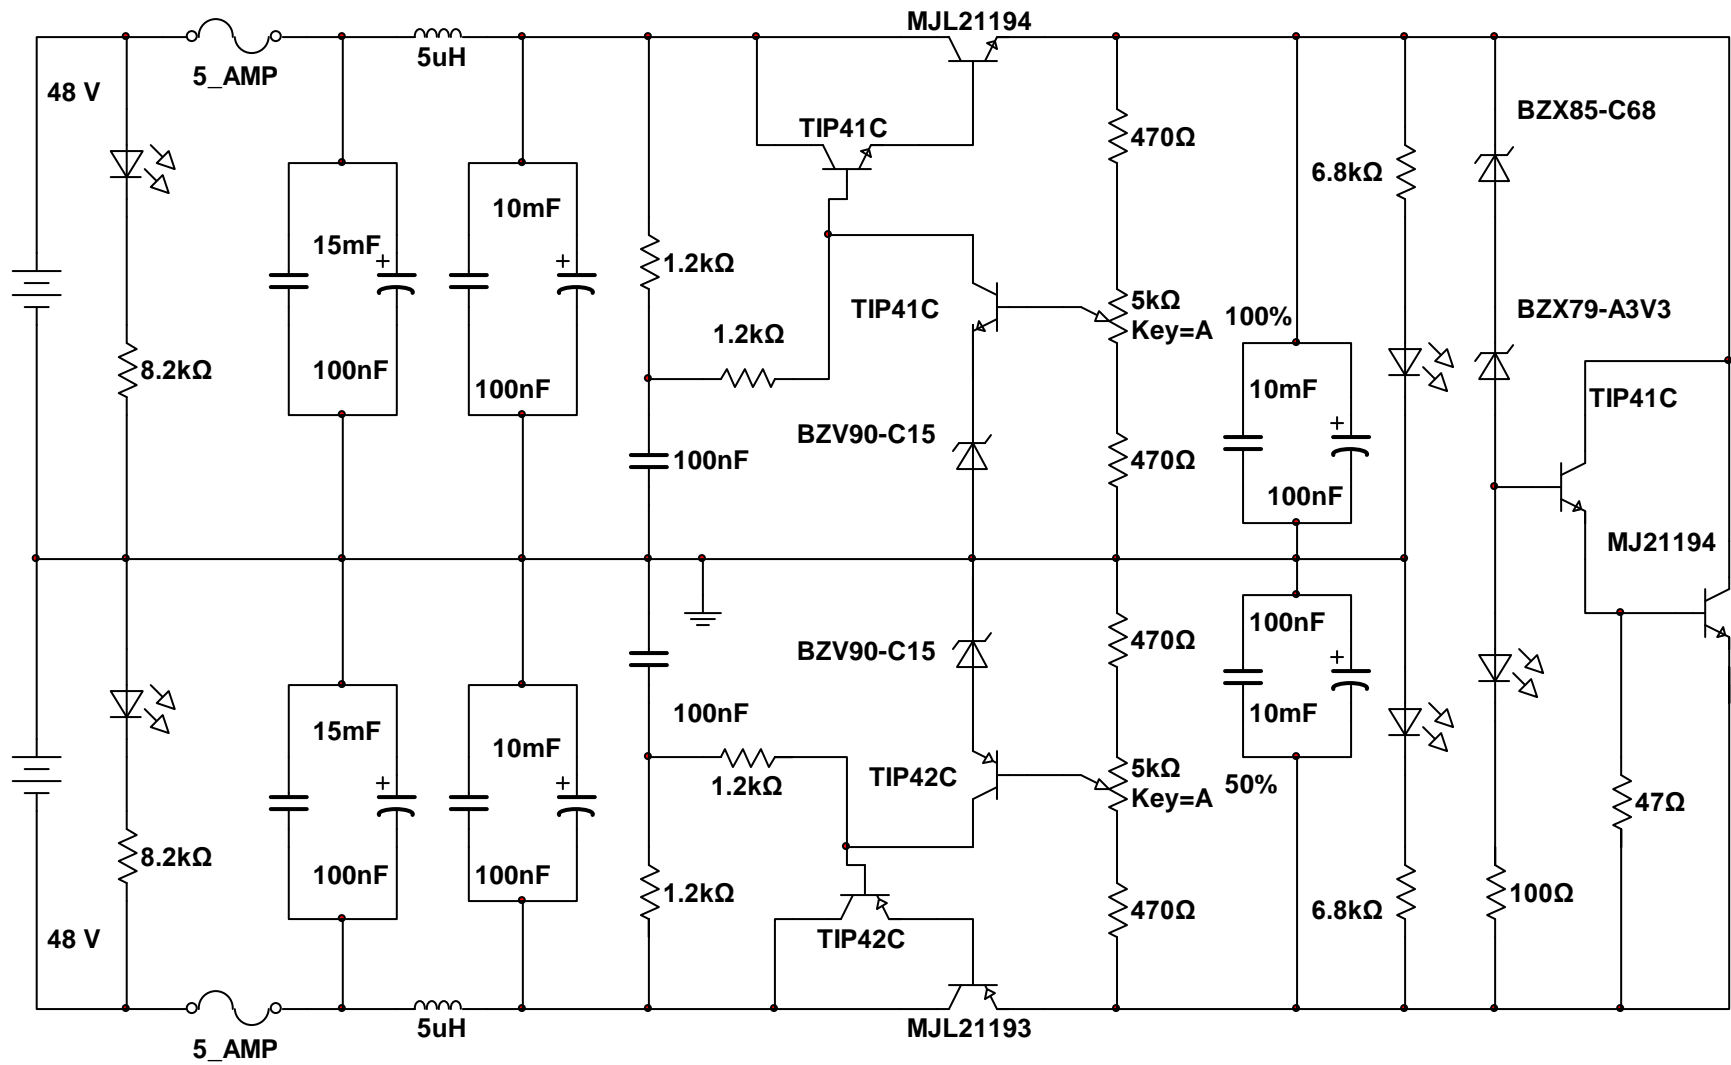 MJL21194
5uH
5_AMP
48 V
BZX85-C68
TIP41C
470Ω
6.8kΩ
10mF
15mF
1.2kΩ
BZX79-A3V3
5kΩ
Key=A
TIP41C
100%
1.2kΩ
8.2kΩ
100nF
100nF
10mF
TIP41C
BZV90-C15
100nF
470Ω
100nF
MJ21194
100nF
470Ω
BZV90-C15
100nF
10mF
15mF
10mF
5kΩ
Key=A
TIP42C
50%
1.2kΩ
47Ω
8.2kΩ
100nF
100nF
1.2kΩ
470Ω
6.8kΩ
100Ω
48 V
TIP42C
5uH
MJL21193
5_AMP